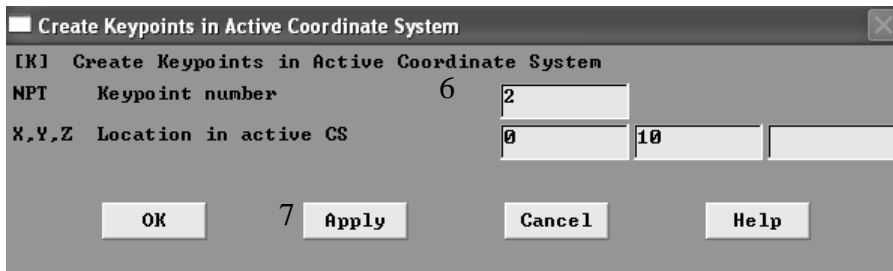 Create Keypoints in Active Coordinate System
[K] Create Keypoints in Active Coordinate System
NPT Keypoint number 6 2
X,Y,Z Location in active CS 0 10
OK 7 Apply Cancel Help